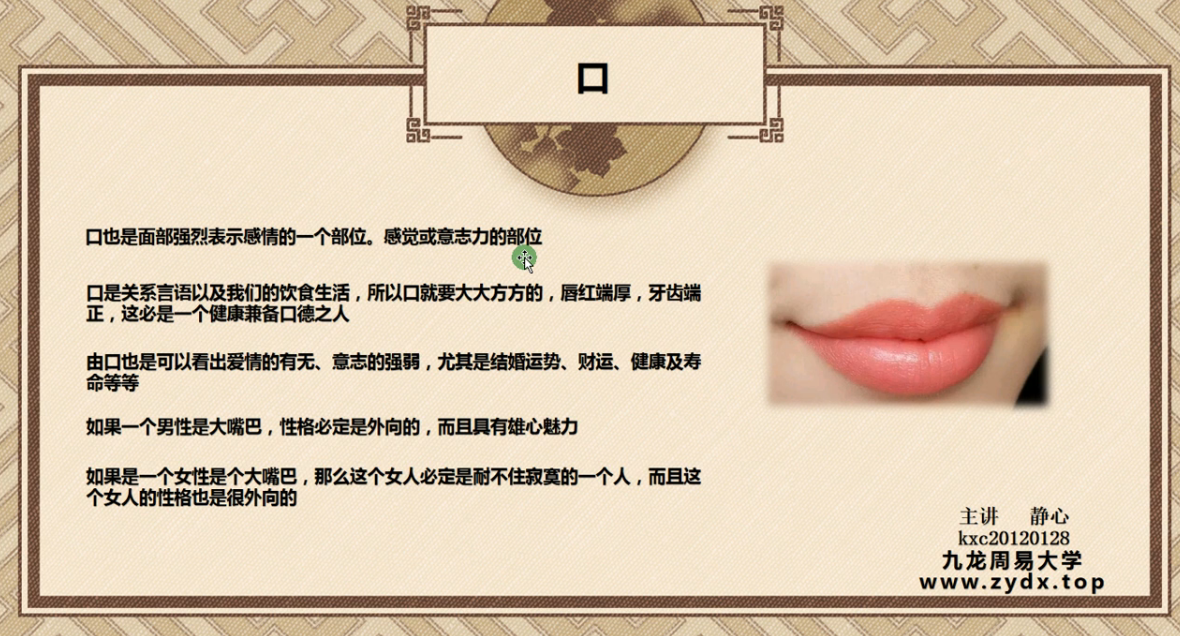 口
口也是面部强烈表示感情的一个部位。感觉或意志力的部位
口是关系言语以及我们的饮食生活，所以口就要大大方方的，唇红端厚，牙齿端
正，这必是一个健康兼备口德之人
由口也是可以看出爱情的有无、意志的强弱，尤其是结婚运势、财运、健康及寿
命等等
如果一个男性是大嘴巴，性格必定是外向的，而且具有雄心魅力
如果是一个女性是个大嘴巴，那么这个女人必定是耐不住寂寞的一个人，而且这
个女人的性格也是很外向的
主讲 静心
kxc20120128
九龙周易大学
www.zydx.top